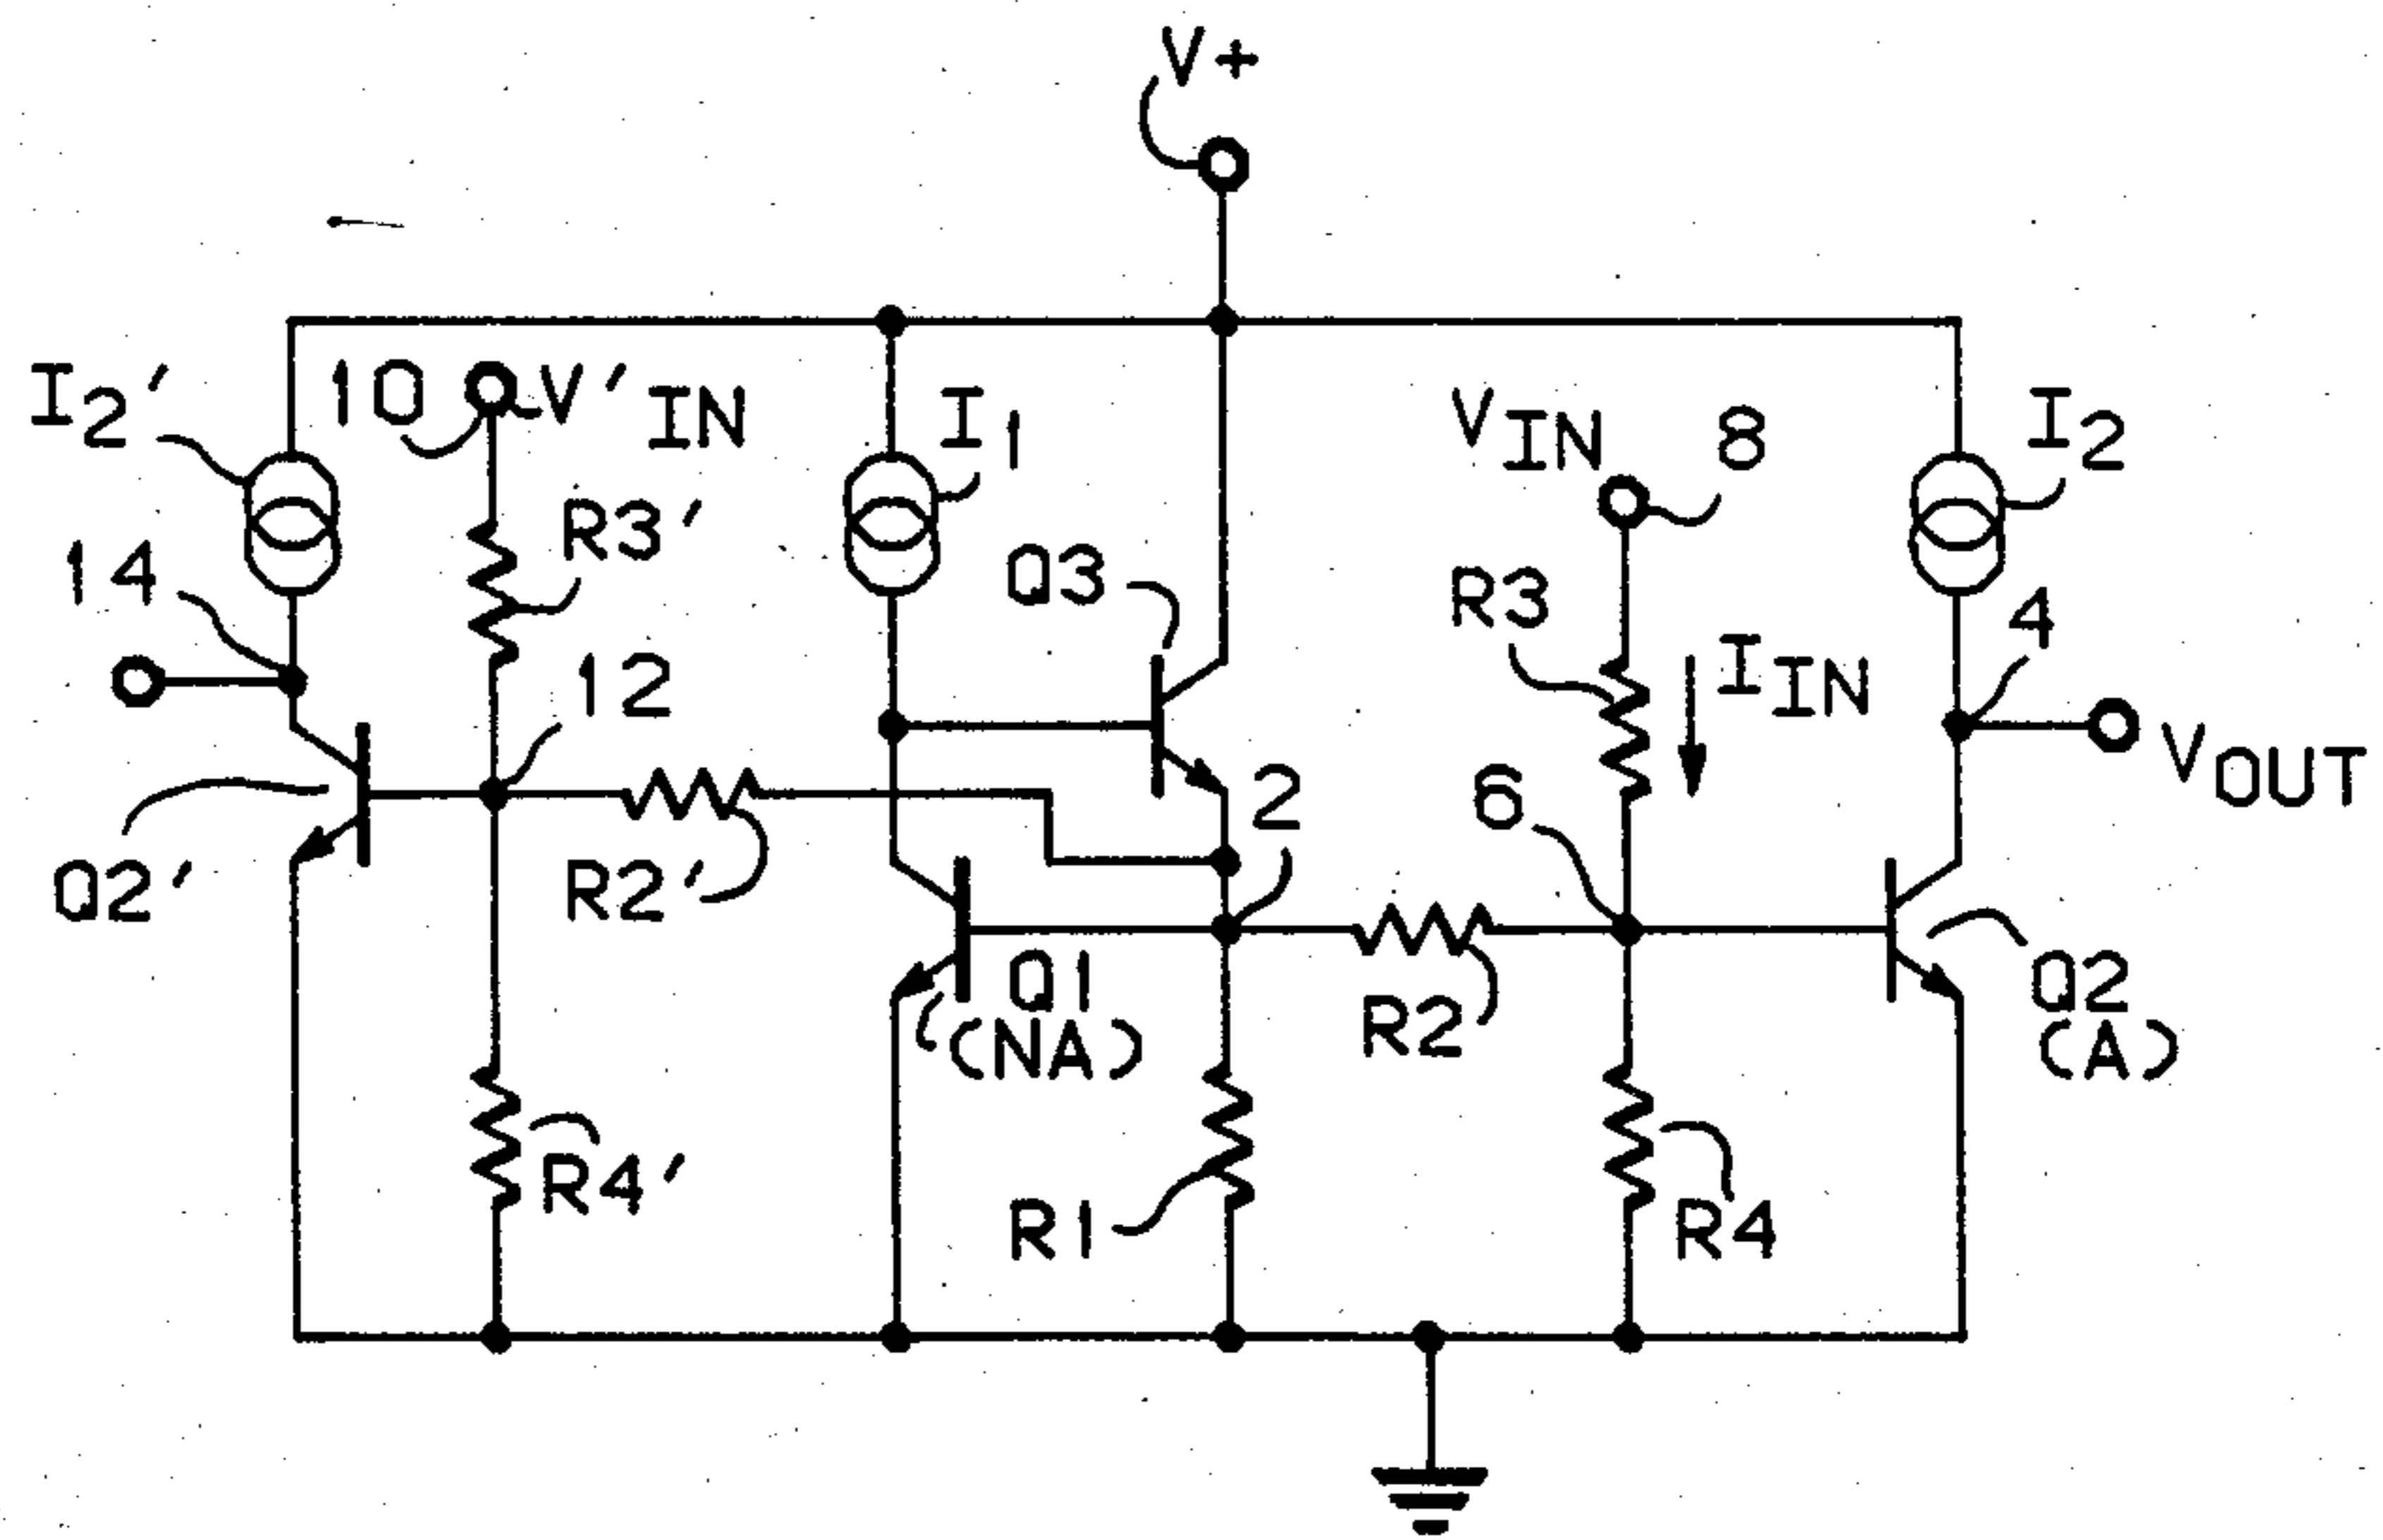 V+
I2'
10
V'IN
I1
VIN
8
I2
R3'
14
Q3
R3
4
IIN
12
2
6
VOUT
Q2'
R2'
Q1
(NA)
R2
Q2
(A)
R4'
R1
R4